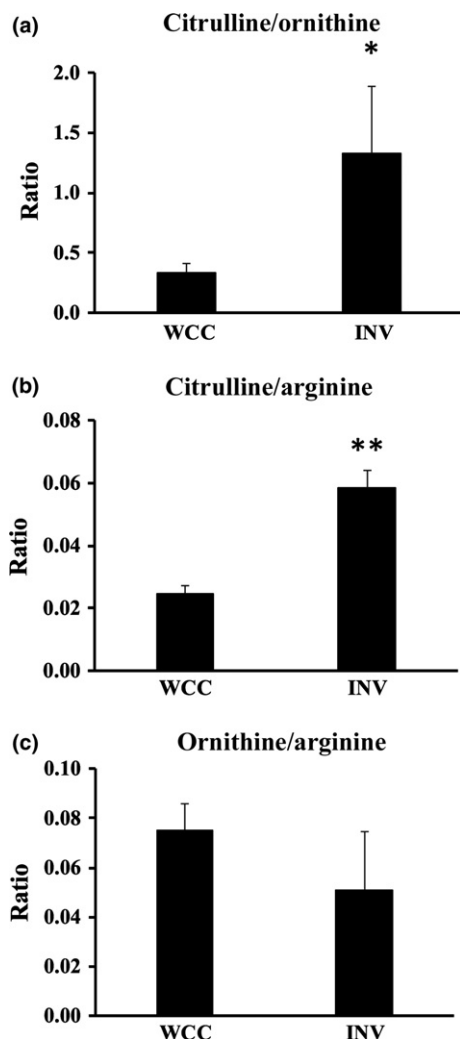 (a)
Citrulline/ornithine
*
2.0
1.5
1.0
0.5
0.0
Ratio
WCC INV
(b)
Citrulline/arginine
**
0.08
0.06
0.04
0.02
0.00
Ratio
WCC INV
(c)
Ornithine/arginine
0.10
0.08
0.06
0.04
0.02
0.00
Ratio
WCC INV